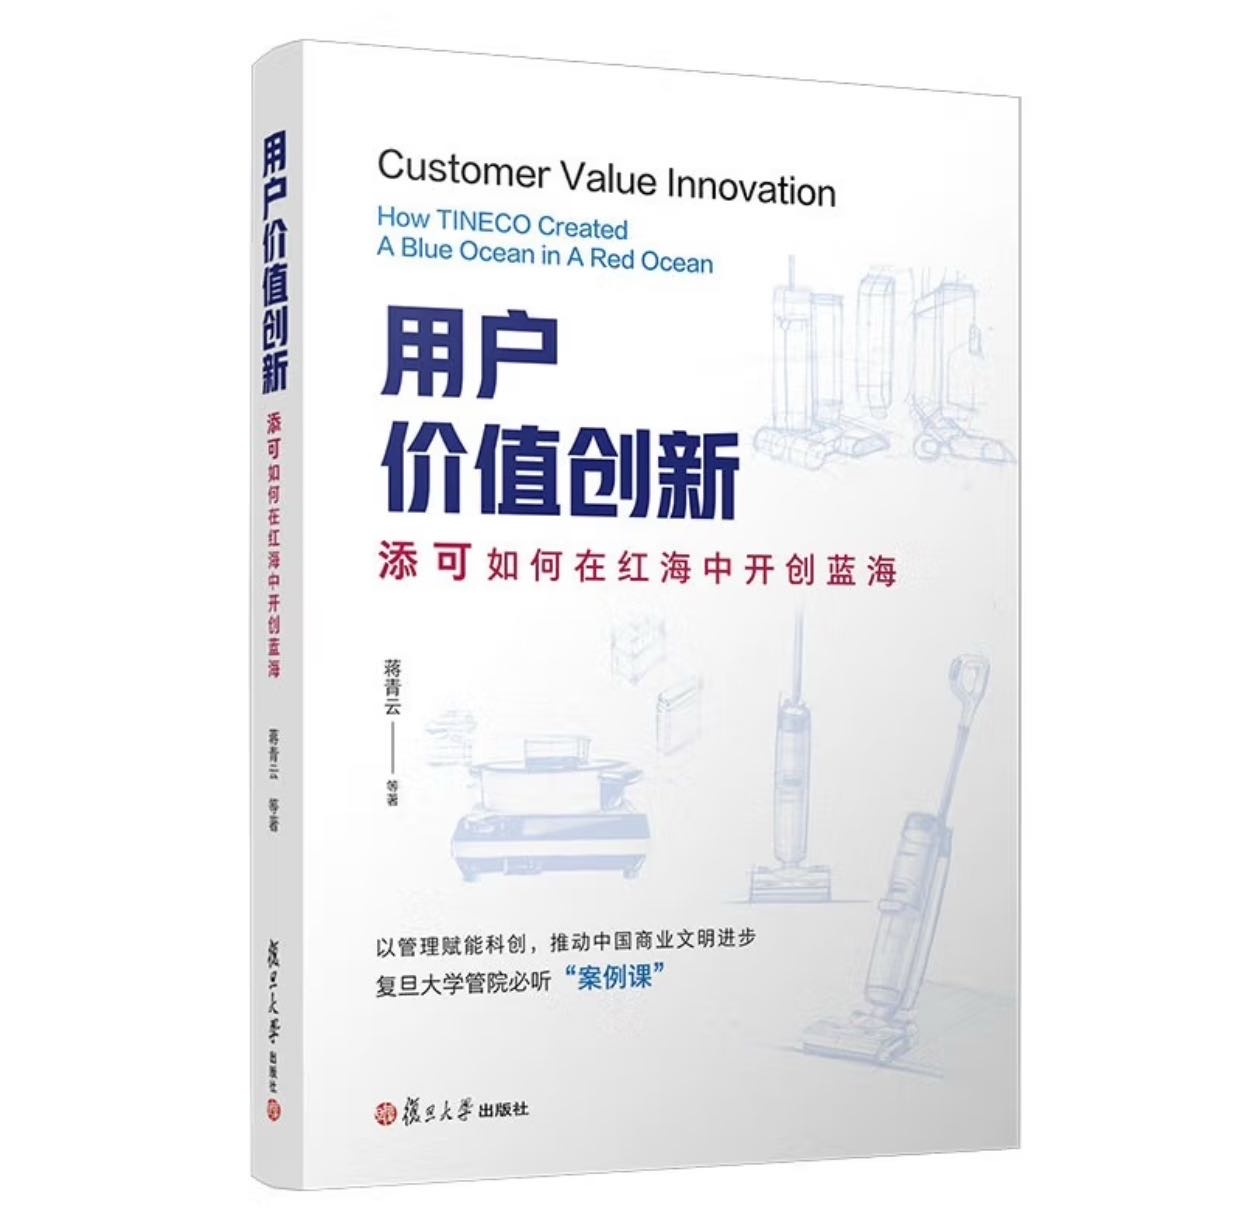 Customer Value Innovation
How TINECO Created
A Blue Ocean in A Red Ocean
用户
价值创新
添可如何在红海中开创蓝海
蒋青云——等著
以管理赋能科创，推动中国商业文明进步
复旦大学管院必听“案例课”
復旦大学出版社
用户价值创新
添可如何在红海中开创蓝海
蒋青云 等著
復旦大学出版社